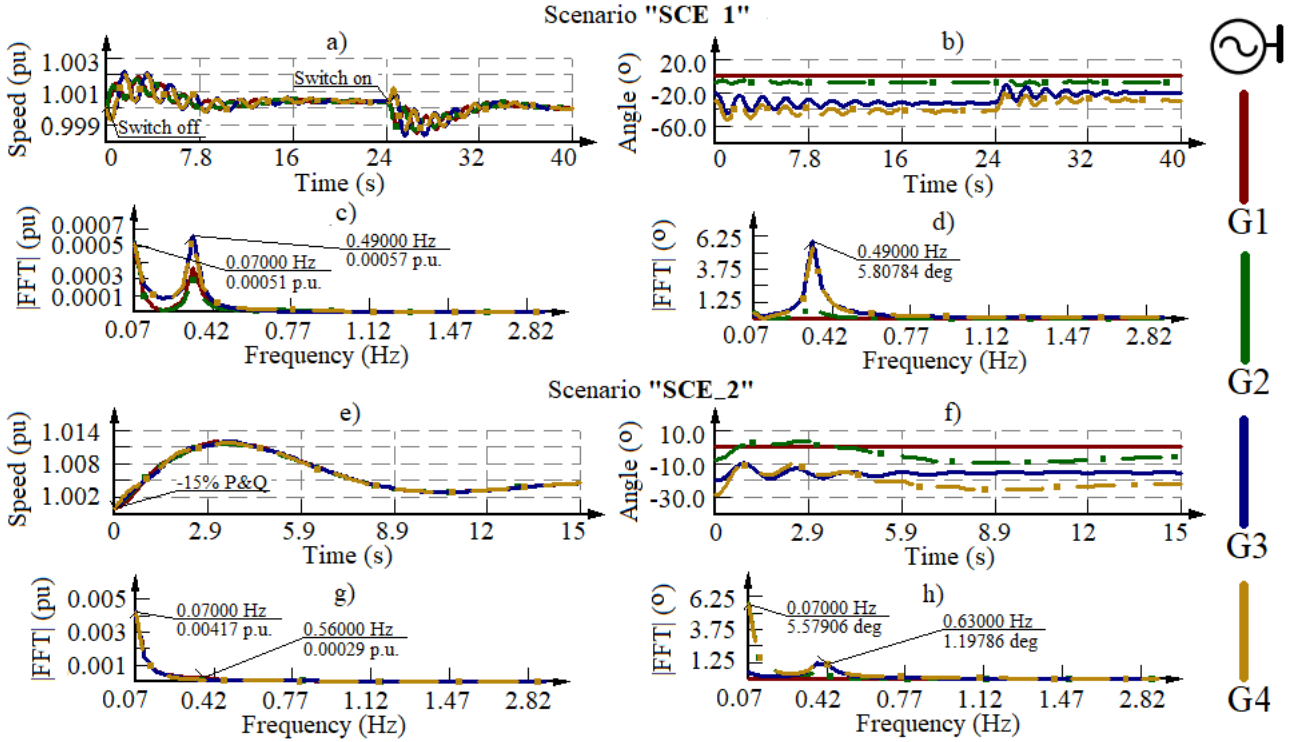 Scenario "SCE_1"
a)
Speed (pu)
1.003
1.001
0.999
Switch on
Switch off
0 7.8 16 24 32 40
Time (s)
b)
Angle (º)
20.0
-20.0
-60.0
0 7.8 16 24 32 40
Time (s)
c)
|FFT| (pu)
0.0007
0.0005
0.0003
0.0001
0.49000 Hz
0.00057 p.u.
0.07000 Hz
0.00051 p.u.
0.07 0.42 0.77 1.12 1.47 2.82
Frequency (Hz)
d)
|FFT| (º)
6.25
3.75
1.25
0.49000 Hz
5.80784 deg
0.07 0.42 0.77 1.12 1.47 2.82
Frequency (Hz)
Scenario "SCE_2"
e)
Speed (pu)
1.014
1.008
1.002
-15% P&Q
0 2.9 5.9 8.9 12 15
Time (s)
f)
Angle (º)
10.0
-10.0
-30.0
0 2.9 5.9 8.9 12 15
Time (s)
g)
|FFT| (pu)
0.005
0.003
0.001
0.07000 Hz
0.00417 p.u.
0.56000 Hz
0.00029 p.u.
0.07 0.42 0.77 1.12 1.47 2.82
Frequency (Hz)
h)
|FFT| (º)
6.25
3.75
1.25
0.07000 Hz
5.57906 deg
0.63000 Hz
1.19786 deg
0.07 0.42 0.77 1.12 1.47 2.82
Frequency (Hz)
G1
G2
G3
G4